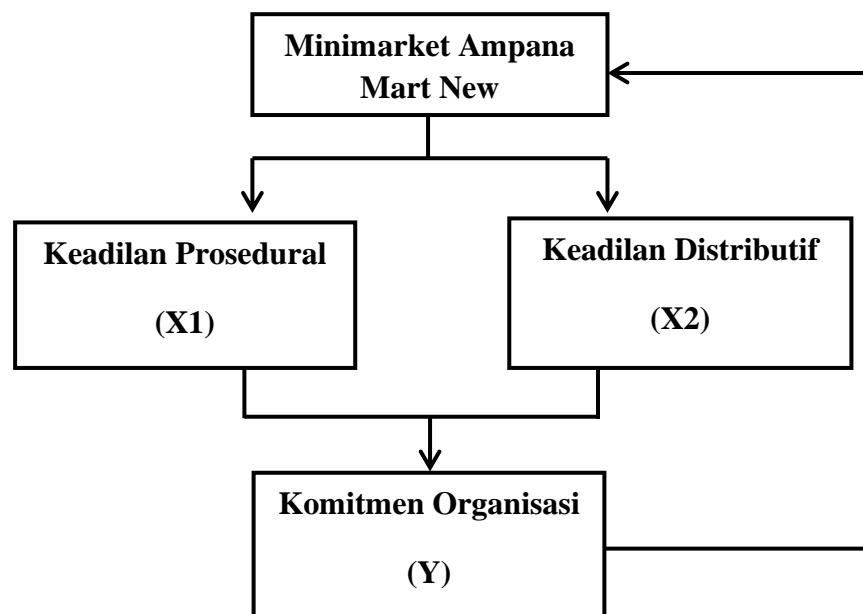 Minimarket Ampana
Mart New
Keadilan Prosedural
(X1)
Keadilan Distributif
(X2)
Komitmen Organisasi
(Y)